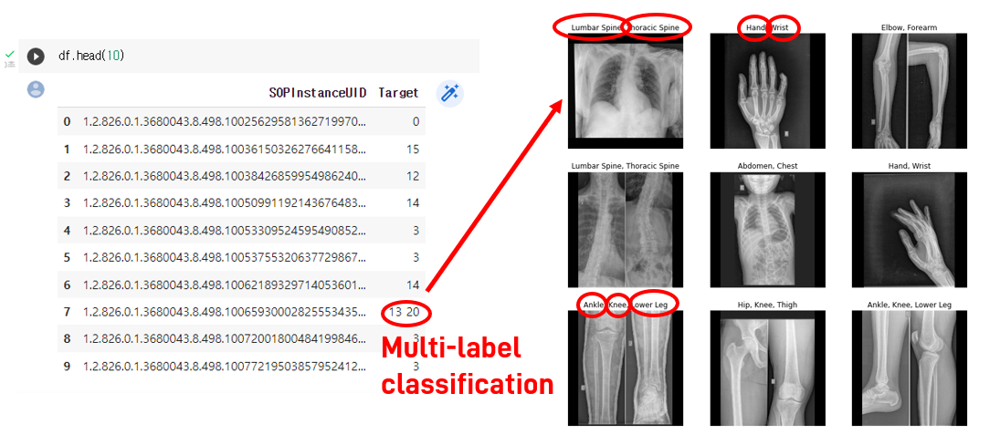 df.head(10)
SOPInstanceUID Target
0 1.2.826.0.1.3680043.8.498.10025629581362719970... 0
1 1.2.826.0.1.3680043.8.498.10036150326276641158... 15
2 1.2.826.0.1.3680043.8.498.10038426859954986240... 12
3 1.2.826.0.1.3680043.8.498.10050991192143676483... 14
4 1.2.826.0.1.3680043.8.498.10053309524595490852... 3
5 1.2.826.0.1.3680043.8.498.10053755320637729867... 3
6 1.2.826.0.1.3680043.8.498.10062189329714053601... 14
7 1.2.826.0.1.3680043.8.498.10065930002825553435... 13 20
8 1.2.826.0.1.3680043.8.498.10072001800484199846... 3
9 1.2.826.0.1.3680043.8.498.10077219503857952412... 3
Multi-label
classification
Lumbar Spine, Thoracic Spine
Hand, Wrist
Elbow, Forearm
Lumbar Spine, Thoracic Spine
Abdomen, Chest
Hand, Wrist
Ankle, Knee, Lower Leg
Hip, Knee, Thigh
Ankle, Knee, Lower Leg